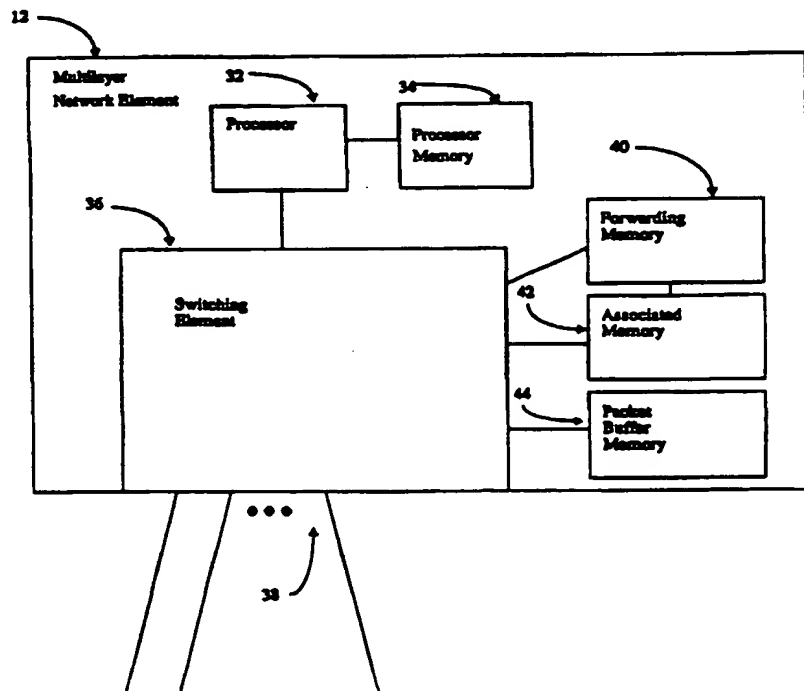 12
Multilayer
Network Element
32
Processor
34
Processor
Memory
40
Forwarding
Memory
36
Switching
Element
42
Associated
Memory
44
Packet
Buffer
Memory
38